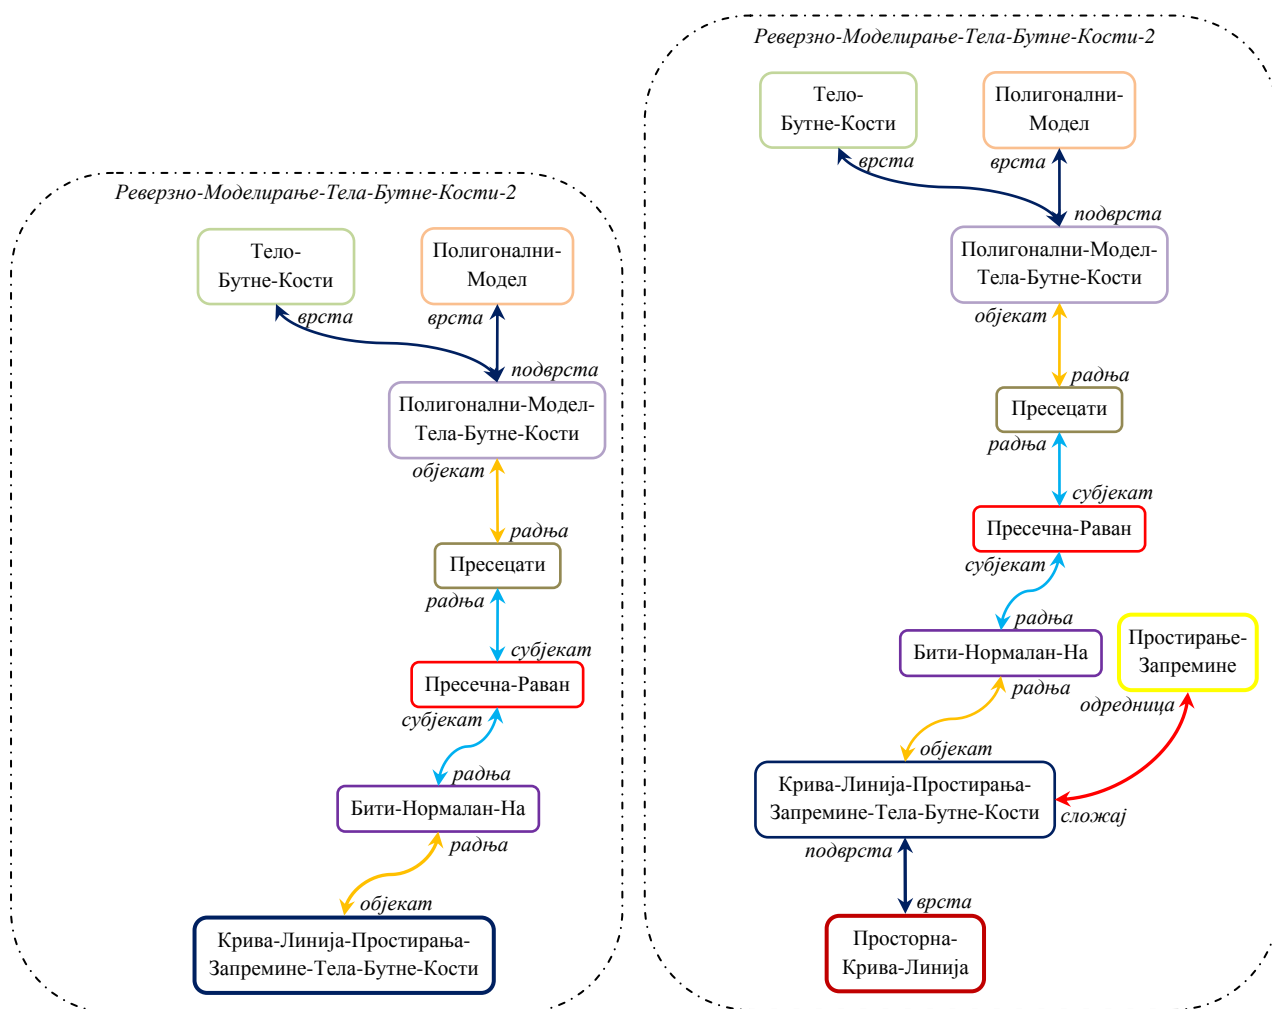 Реверзно-Моделирање-Тела-Бутне-Кости-2
Тело-
Бутне-Кости
Полигонални-
Модел
врста
врста
подврста
Полигонални-Модел-
Тела-Бутне-Кости
објекат
радња
Пресецати
радња
субјекат
Пресечна-Раван
субјекат
радња
Бити-Нормалан-На
радња
објекат
Крива-Линија-Простирања-
Запремине-Тела-Бутне-Кости
Реверзно-Моделирање-Тела-Бутне-Кости-2
Тело-
Бутне-Кости
Полигонални-
Модел
врста
врста
подврста
Полигонални-Модел-
Тела-Бутне-Кости
објекат
радња
Пресецати
радња
субјекат
Пресечна-Раван
субјекат
радња
Бити-Нормалан-На
Простирање-
Запремине
радња
одредница
објекат
Крива-Линија-Простирања-
Запремине-Тела-Бутне-Кости
сложај
подврста
врста
Просторна-
Крива-Линија